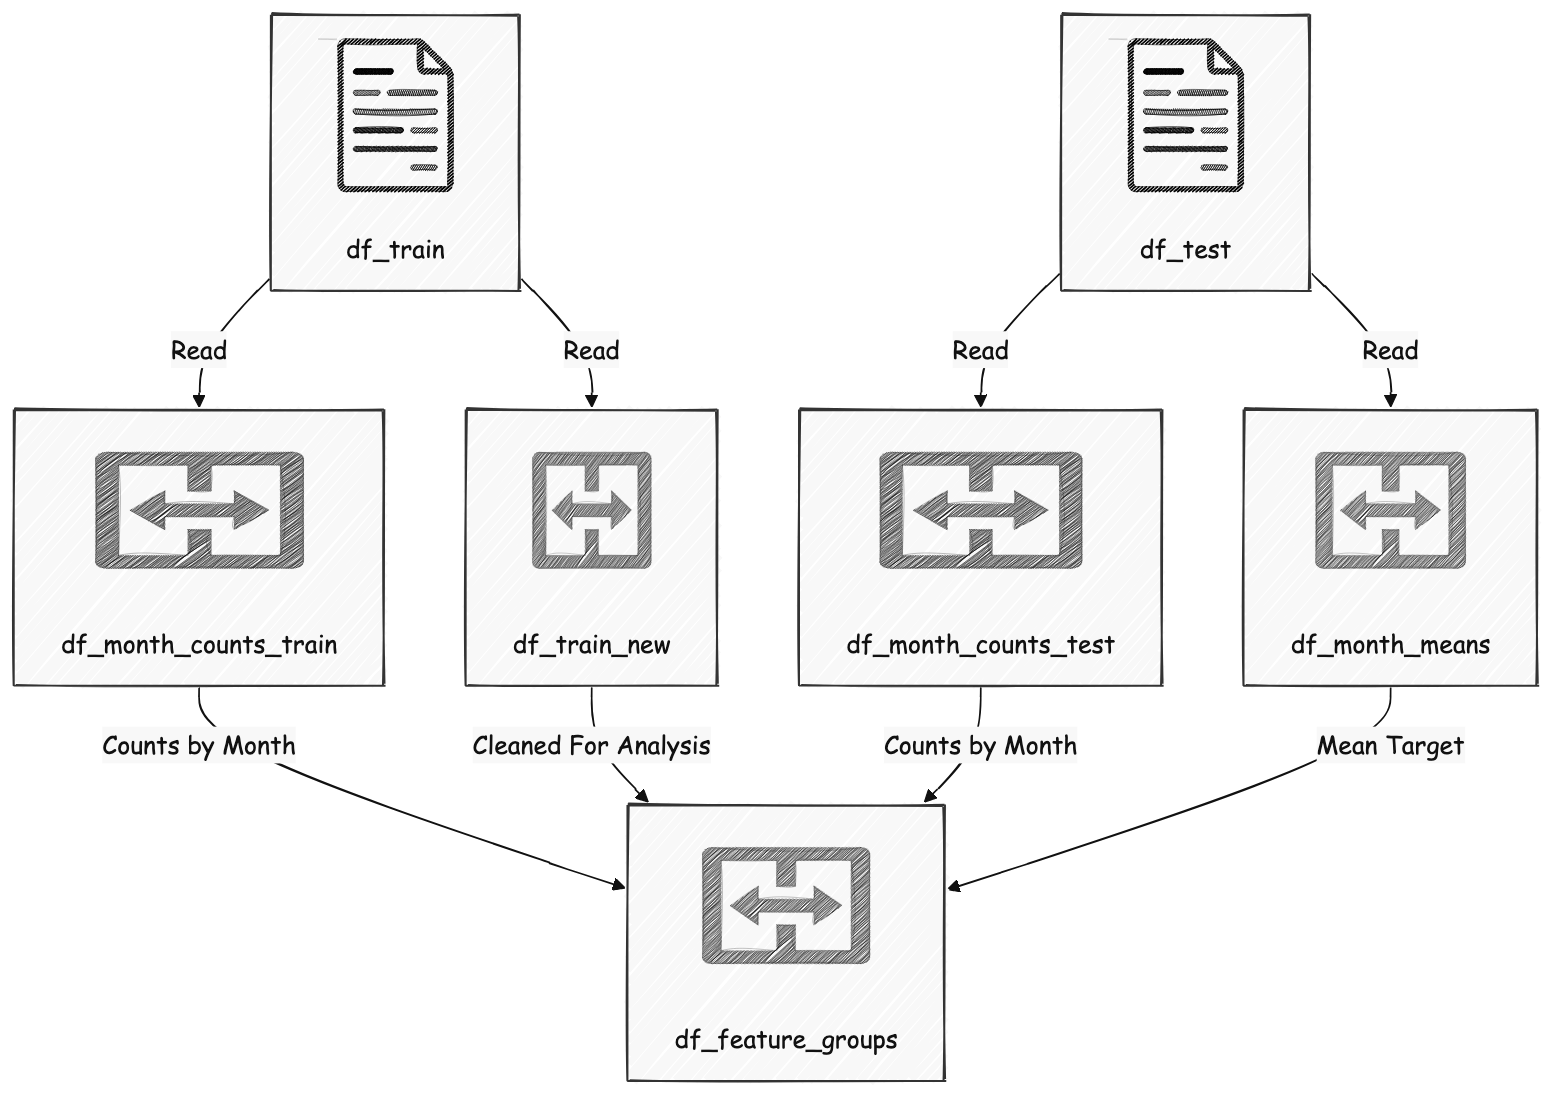 df_train
df_test
Read
Read
Read
Read
df_month_counts_train
df_train_new
df_month_counts_test
df_month_means
Counts by Month
Cleaned For Analysis
Counts by Month
Mean Target
df_feature_groups